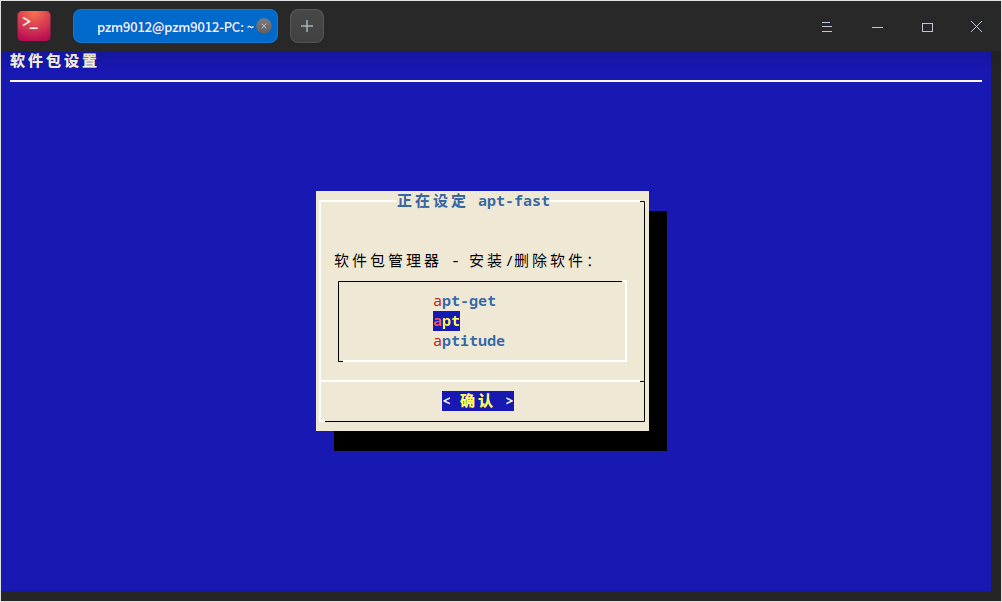 pzm9012@pzm9012-PC: ~
软件包设置
正在设定 apt-fast
软件包管理器 - 安装/删除软件：
apt-get
apt
aptitude
< 确认 >